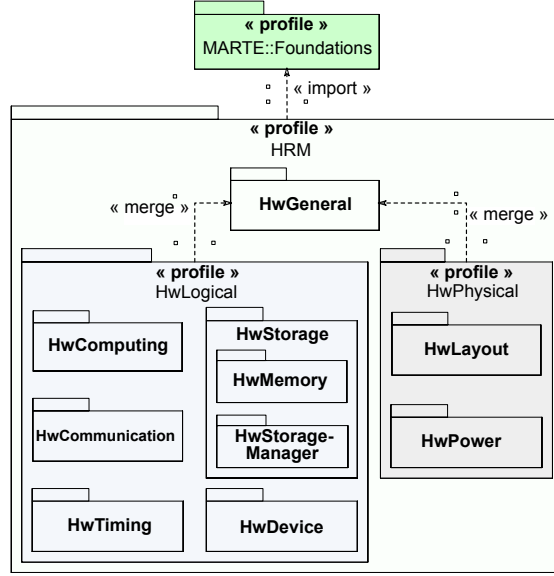 « profile »
MARTE::Foundations
« import »
« profile »
HRM
HwGeneral
« merge »
« merge »
« profile »
HwLogical
« profile »
HwPhysical
HwComputing
HwStorage
HwMemory
HwStorage-
Manager
HwCommunication
HwTiming
HwDevice
HwLayout
HwPower